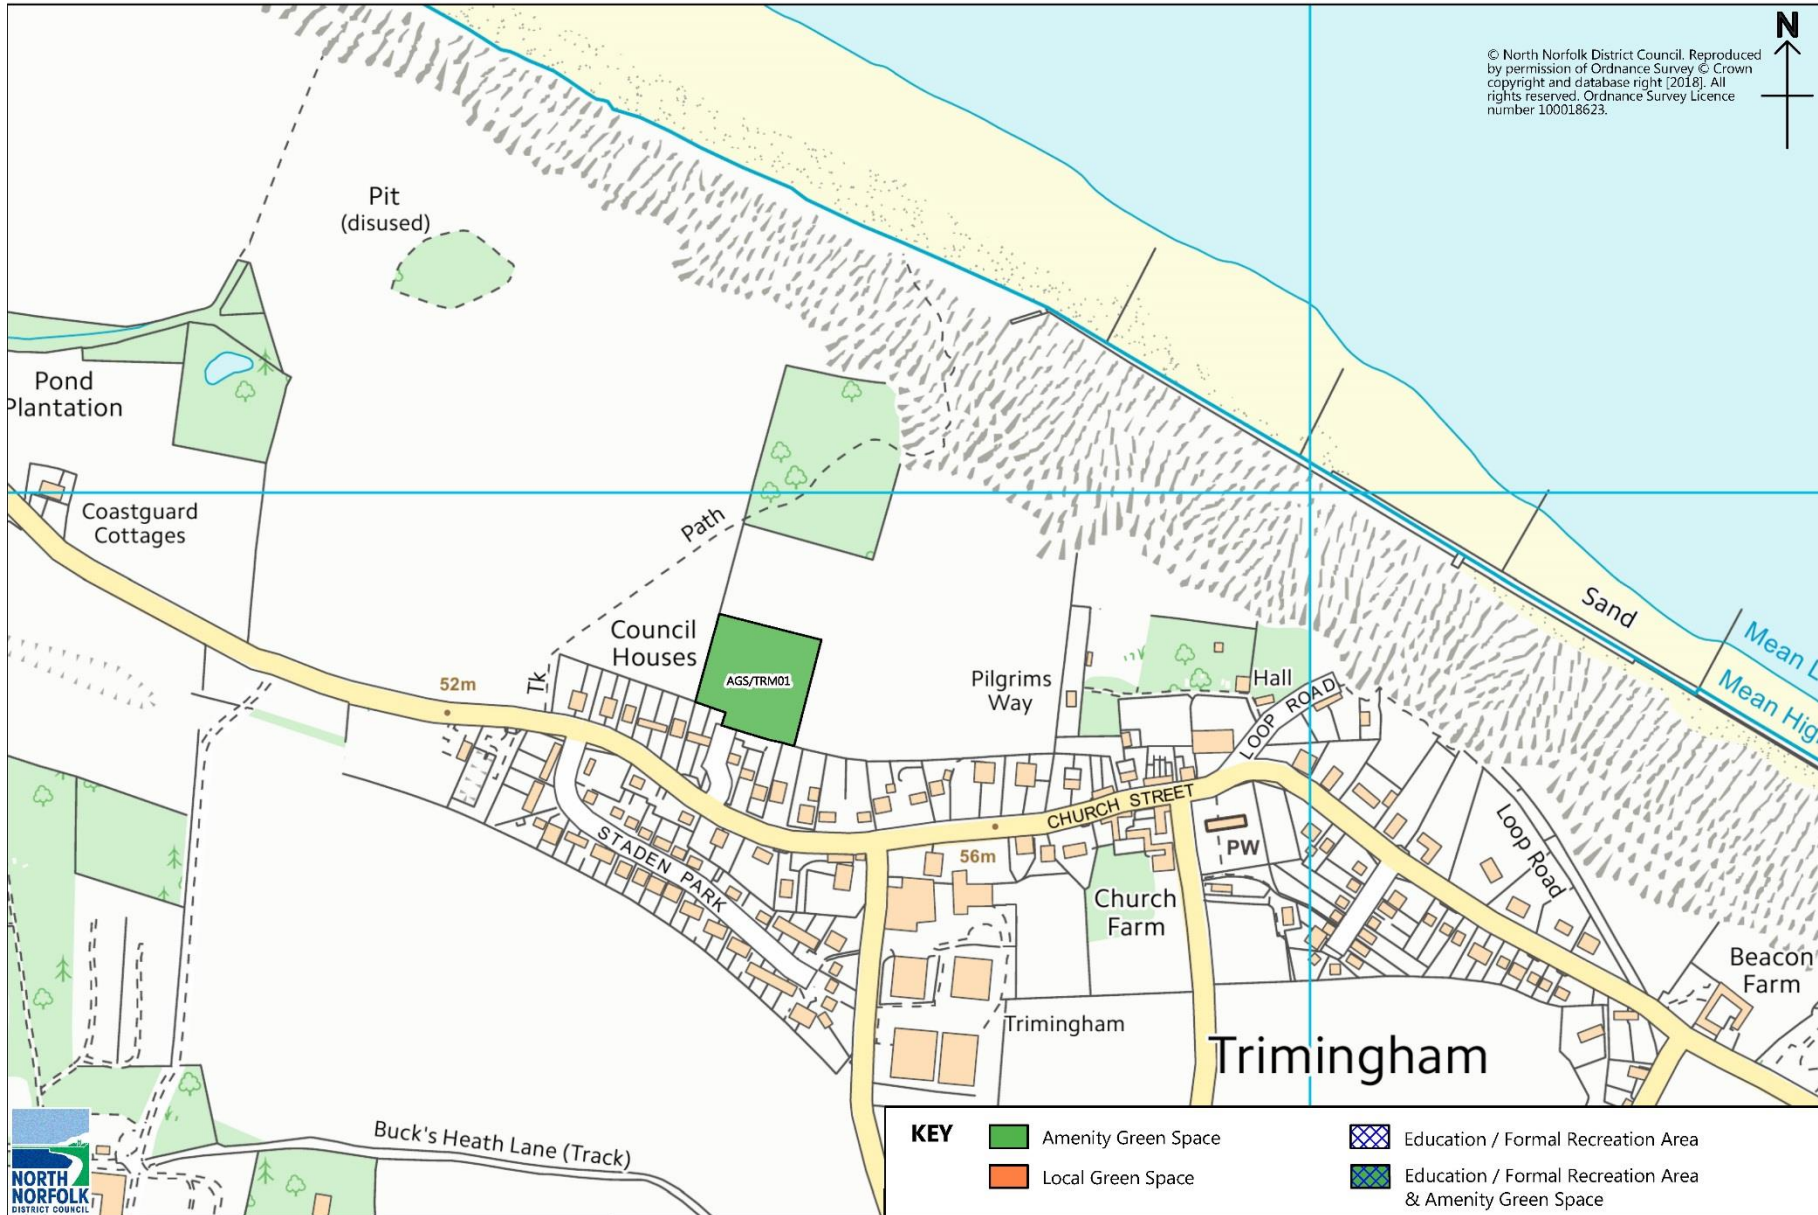 N
© North Norfolk District Council. Reproduced
by permission of Ordnance Survey © Crown
copyright and database right [2018]. All
rights reserved. Ordnance Survey Licence
number 100018623.
Pit
(disused)
Pond
Plantation
Coastguard
Cottages
Path
Sand
Council
Houses
Mean L
Mean Hig
AGS/TRM01
Tk
52m
Pilgrims
Way
Hall
LOOP ROAD
CHURCH STREET
STADEN PARK
56m
PW
Loop Road
Church
Farm
Beacon
Farm
Trimingham
Trimingham
Buck's Heath Lane (Track)
KEY
Amenity Green Space
Local Green Space
Education / Formal Recreation Area
Education / Formal Recreation Area
& Amenity Green Space
NORTH
NORFOLK
DISTRICT COUNCIL